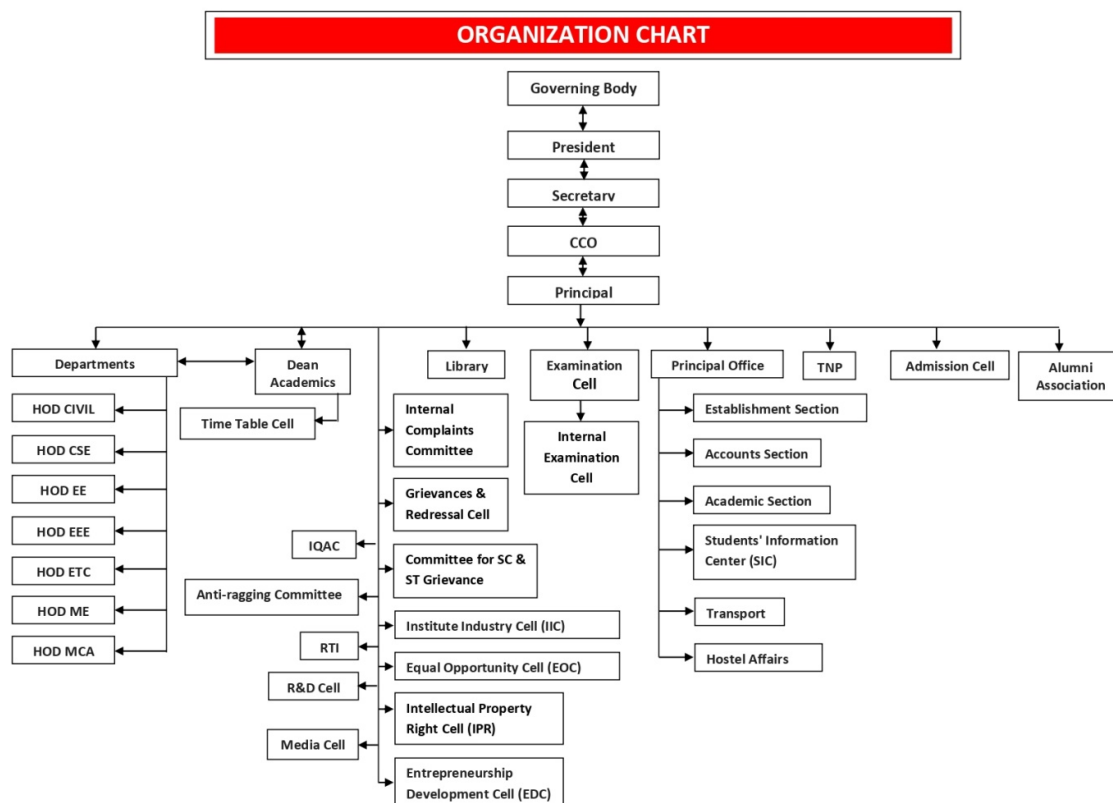 ORGANIZATION CHART
Governing Body
President
Secretary
CCO
Principal
Departments
Dean
Academics
Library
Examination
Cell
Principal Office
TNP
Admission Cell
Alumni
Association
HOD CIVIL
HOD CSE
HOD EE
HOD EEE
HOD ETC
HOD ME
HOD MCA
Time Table Cell
Internal
Complaints
Committee
Grievances &
Redressal Cell
IQAC
Committee for SC &
ST Grievance
Anti-ragging Committee
Institute Industry Cell (IIC)
RTI
Equal Opportunity Cell (EOC)
R&D Cell
Intellectual Property
Right Cell (IPR)
Media Cell
Entrepreneurship
Development Cell (EDC)
Internal
Examination
Cell
Establishment Section
Accounts Section
Academic Section
Students' Information
Center (SIC)
Transport
Hostel Affairs